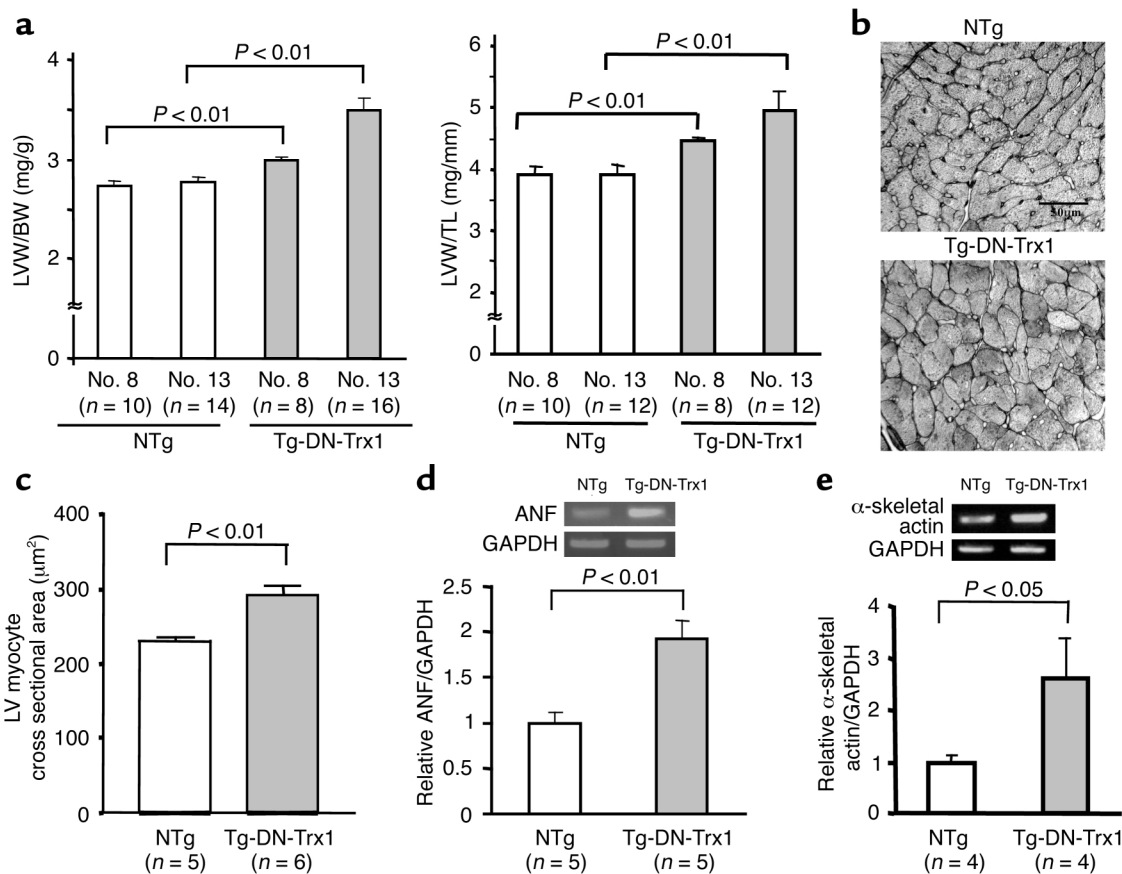 a
P < 0.01
P < 0.01
LVW/BW (mg/g)
4
3
2
0
No. 8 No. 13 No. 8 No. 13
(n = 10) (n = 14) (n = 8) (n = 16)
NTg Tg-DN-Trx1
P < 0.01
P < 0.01
LVW/TL (mg/mm)
6
5
4
3
2
0
No. 8 No. 13 No. 8 No. 13
(n = 10) (n = 12) (n = 8) (n = 12)
NTg Tg-DN-Trx1
b
NTg
50µm
Tg-DN-Trx1
c
P < 0.01
LV myocyte
cross sectional area (µm²)
400
300
200
100
0
NTg Tg-DN-Trx1
(n = 5) (n = 6)
d
NTg Tg-DN-Trx1
ANF
GAPDH
P < 0.01
Relative ANF/GAPDH
2.5
2
1.5
1
0.5
0
NTg Tg-DN-Trx1
(n = 5) (n = 5)
e
NTg Tg-DN-Trx1
α-skeletal
actin
GAPDH
P < 0.05
Relative α-skeletal
actin/GAPDH
4
3
2
1
0
NTg Tg-DN-Trx1
(n = 4) (n = 4)